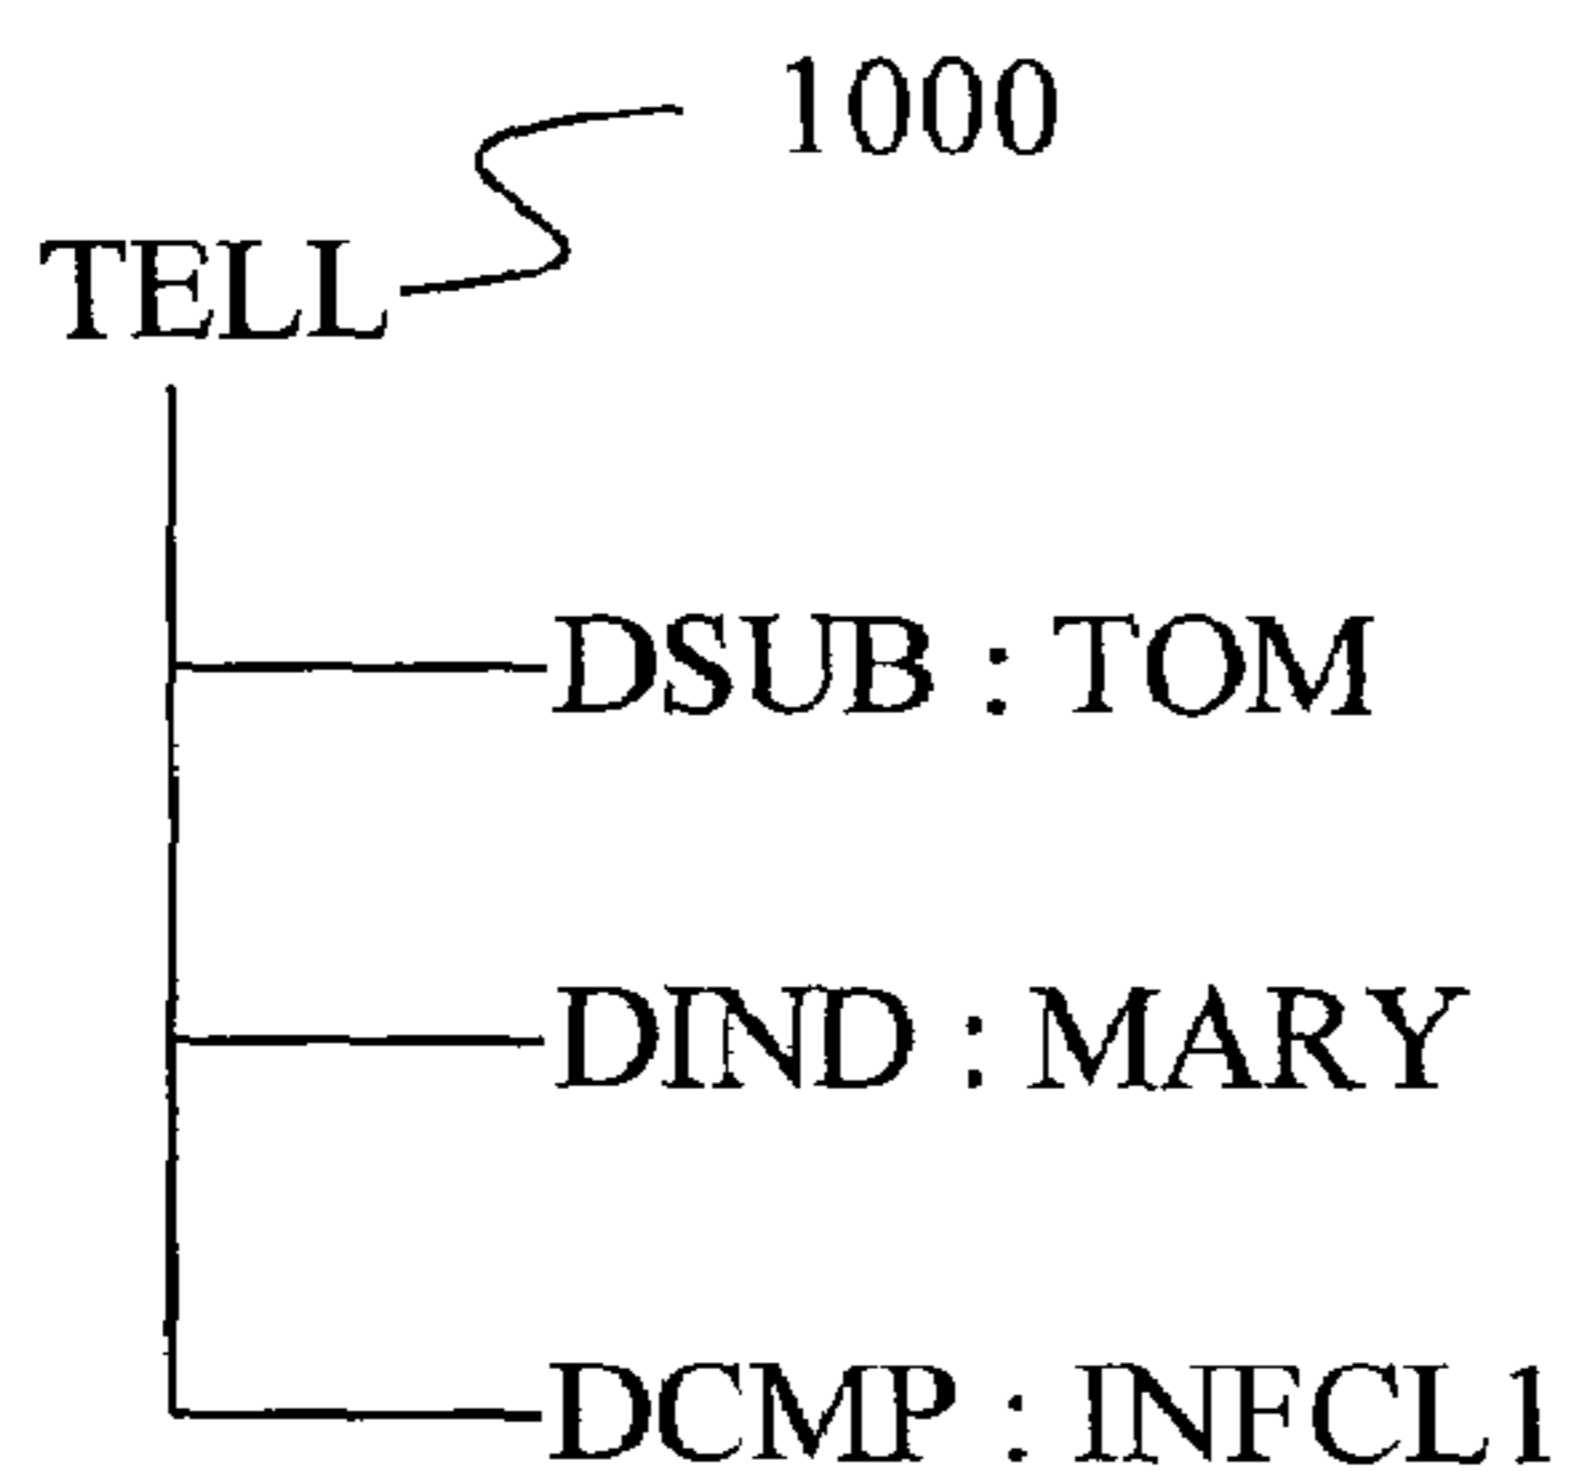 1000
TELL
DSUB : TOM
DIND : MARY
DCMP : INFCL1